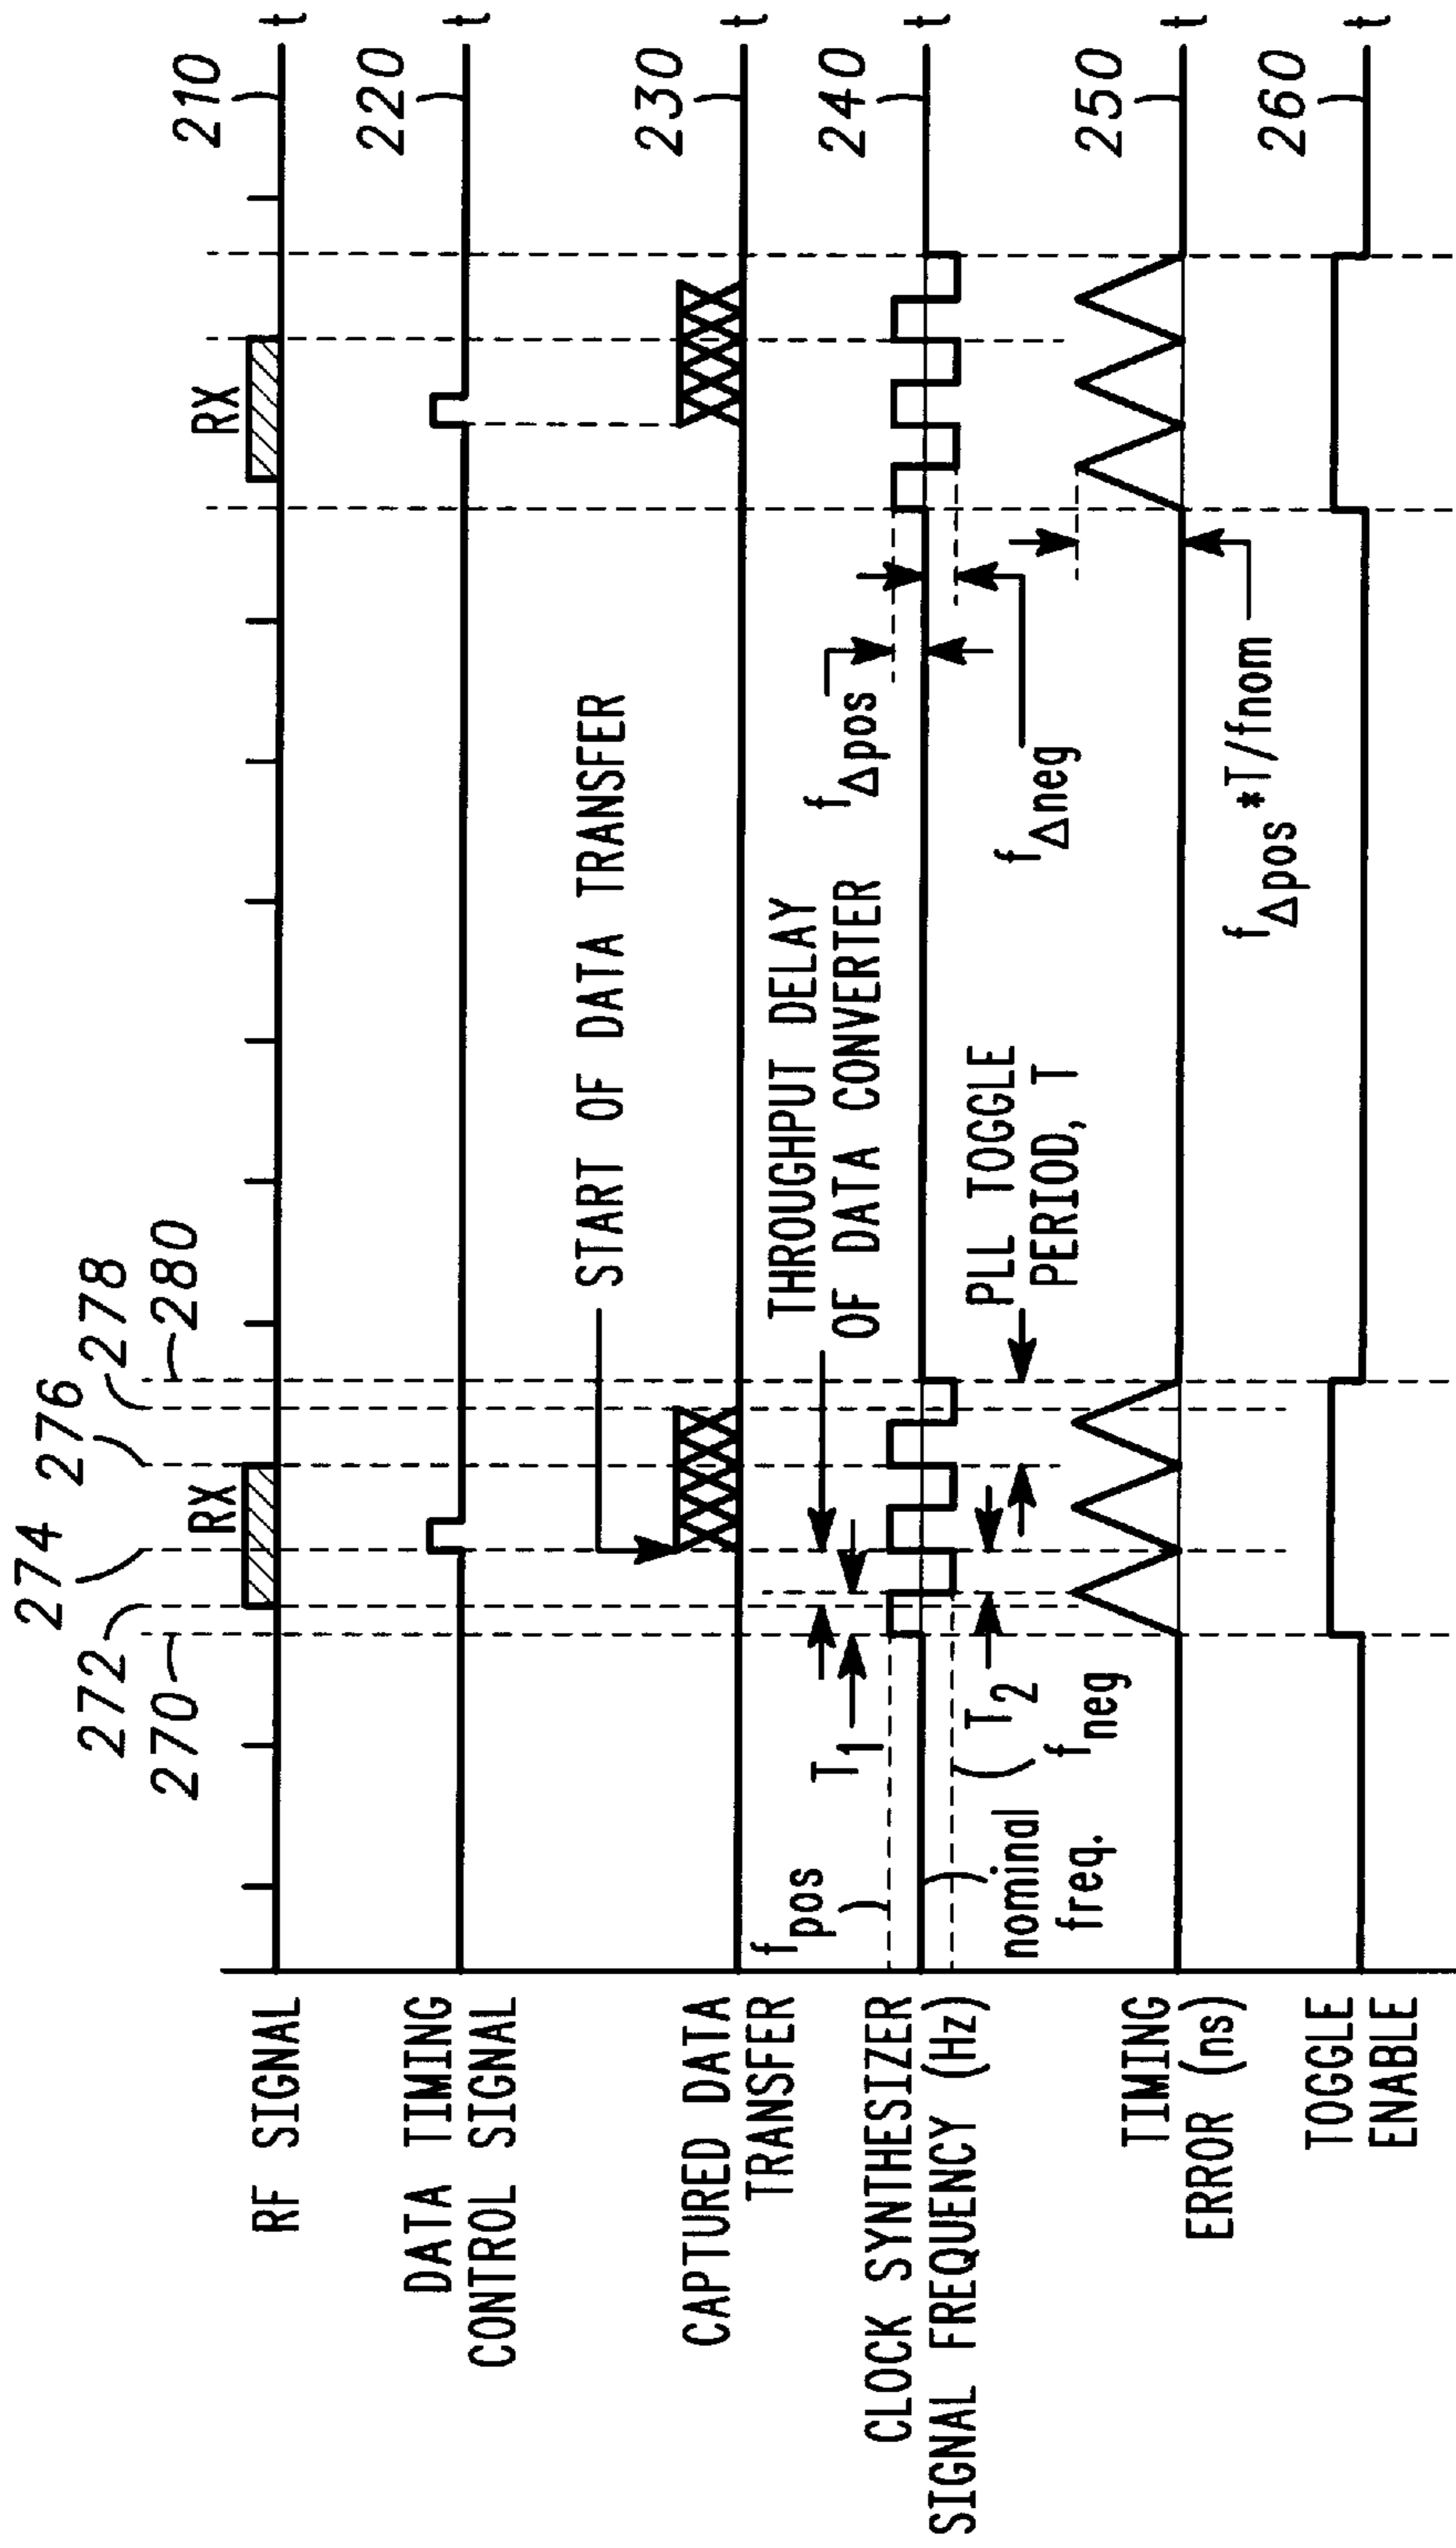 274
276
272
278
270
280
RF SIGNAL
RX
RX
210
t
DATA TIMING
CONTROL SIGNAL
220
t
START OF DATA TRANSFER
CAPTURED DATA
TRANSFER
230
t
THROUGHPUT DELAY
OF DATA CONVERTER
fpos
T1
fΔpos
CLOCK SYNTHESIZER
SIGNAL FREQUENCY (Hz)
240
t
nominal
freq.
T2
fneg
PLL TOGGLE
PERIOD, T
fΔneg
TIMING
ERROR (ns)
250
t
fΔpos*T/fnom
TOGGLE
ENABLE
260
t